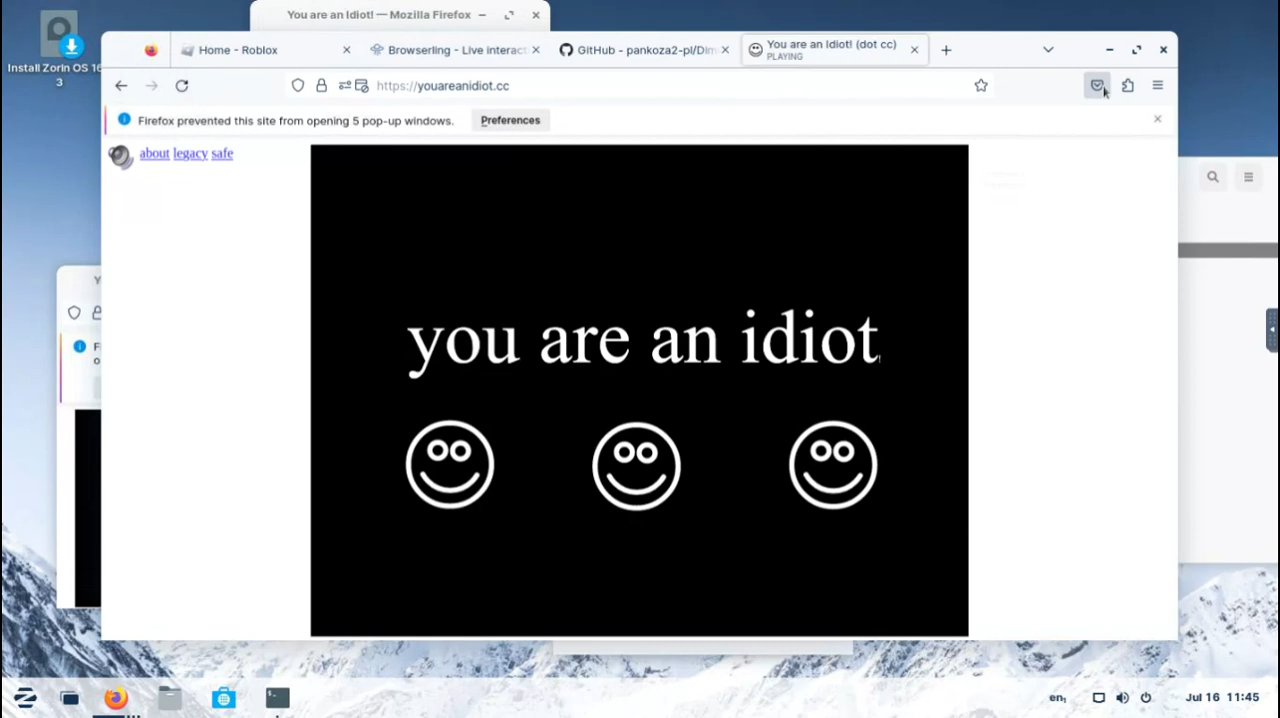 You are an Idiot! — Mozilla Firefox
Home - Roblox
Browserling - Live interact
GitHub - pankoza2-pl/Dim
You are an Idiot! (dot cc)
PLAYING
Install Zorin OS 16
3
https://youareanidiot.cc
Firefox prevented this site from opening 5 pop-up windows.
Preferences
about legacy safe
you are an idiot
Y
F
o
en₁
Jul 16 11:45